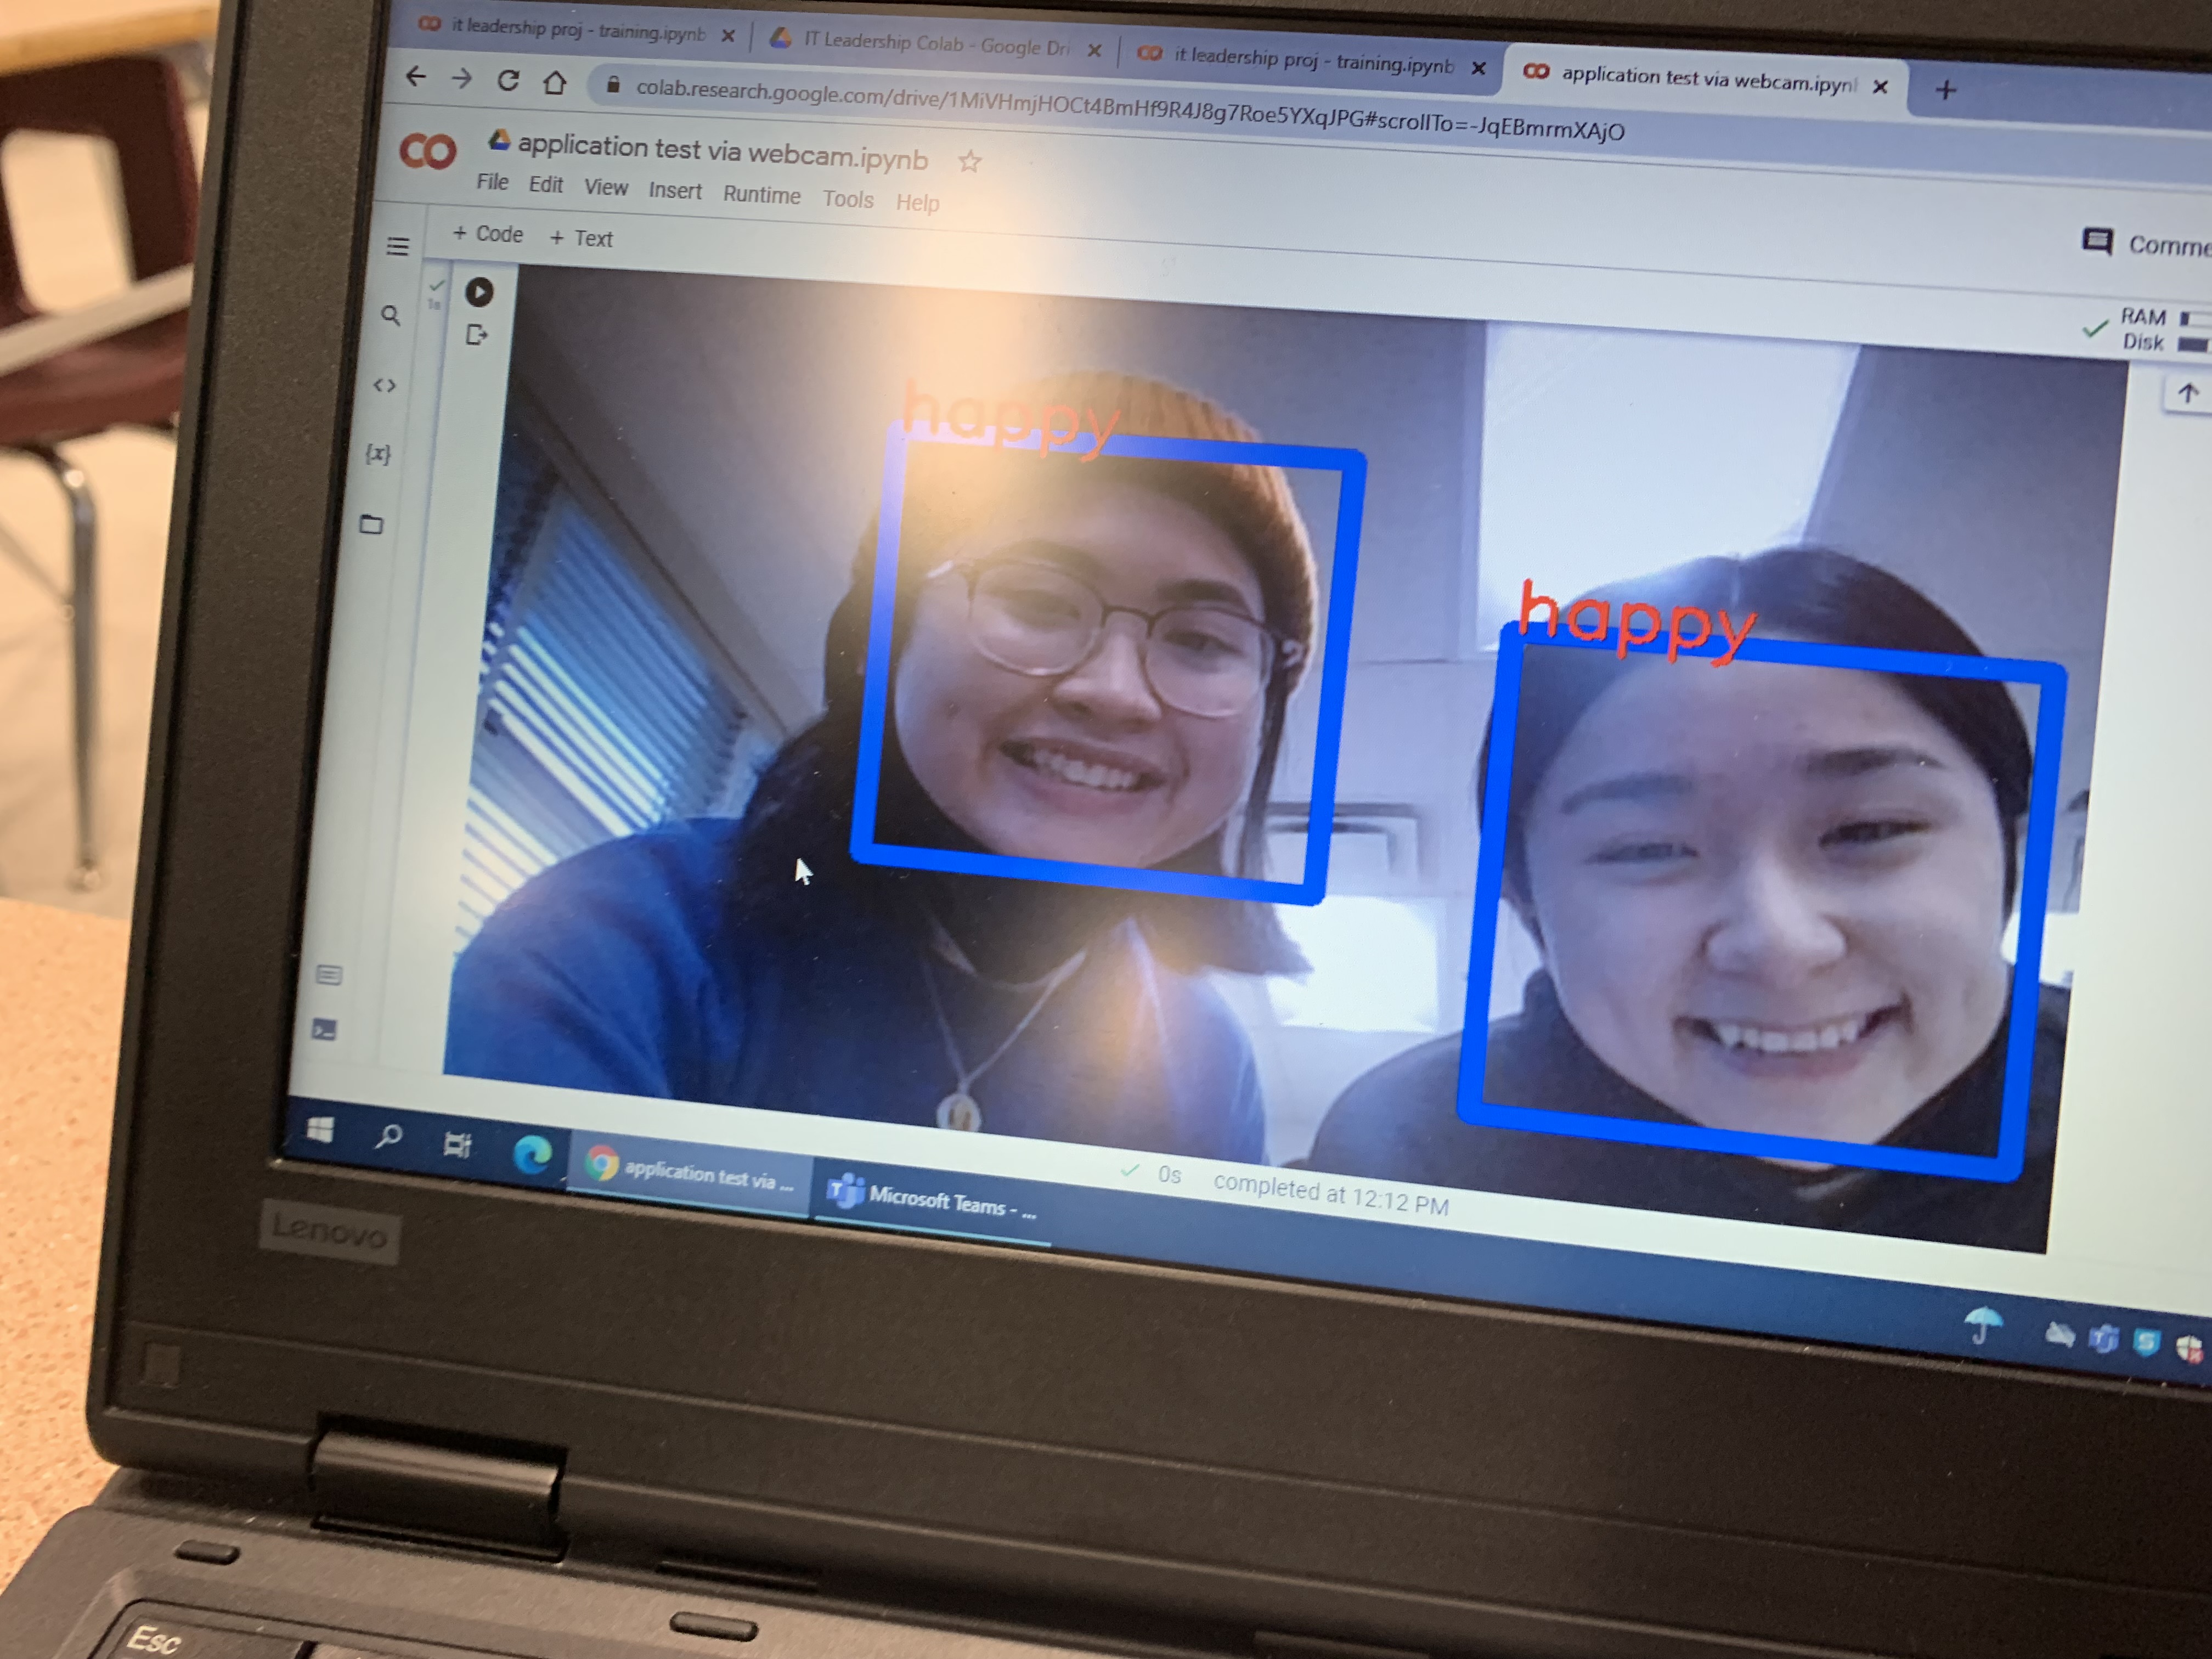 it leadership proj - training.ipynb
IT Leadership Colab - Google Dri
it leadership proj - training.ipynb
application test via webcam.ipynb
colab.research.google.com/drive/1MiVHmjHOCt4BmHf9R4J8g7Roe5YXqJPG#scrollTo=-JqEBmrmXAjO
CO application test via webcam.ipynb
File Edit View Insert Runtime Tools Help
Comme
+ Code + Text
RAM
Disk
1s
{x}
happy
happy
0s completed at 12:12 PM
application test via ...
Microsoft Teams - ...
Lenovo
Esc